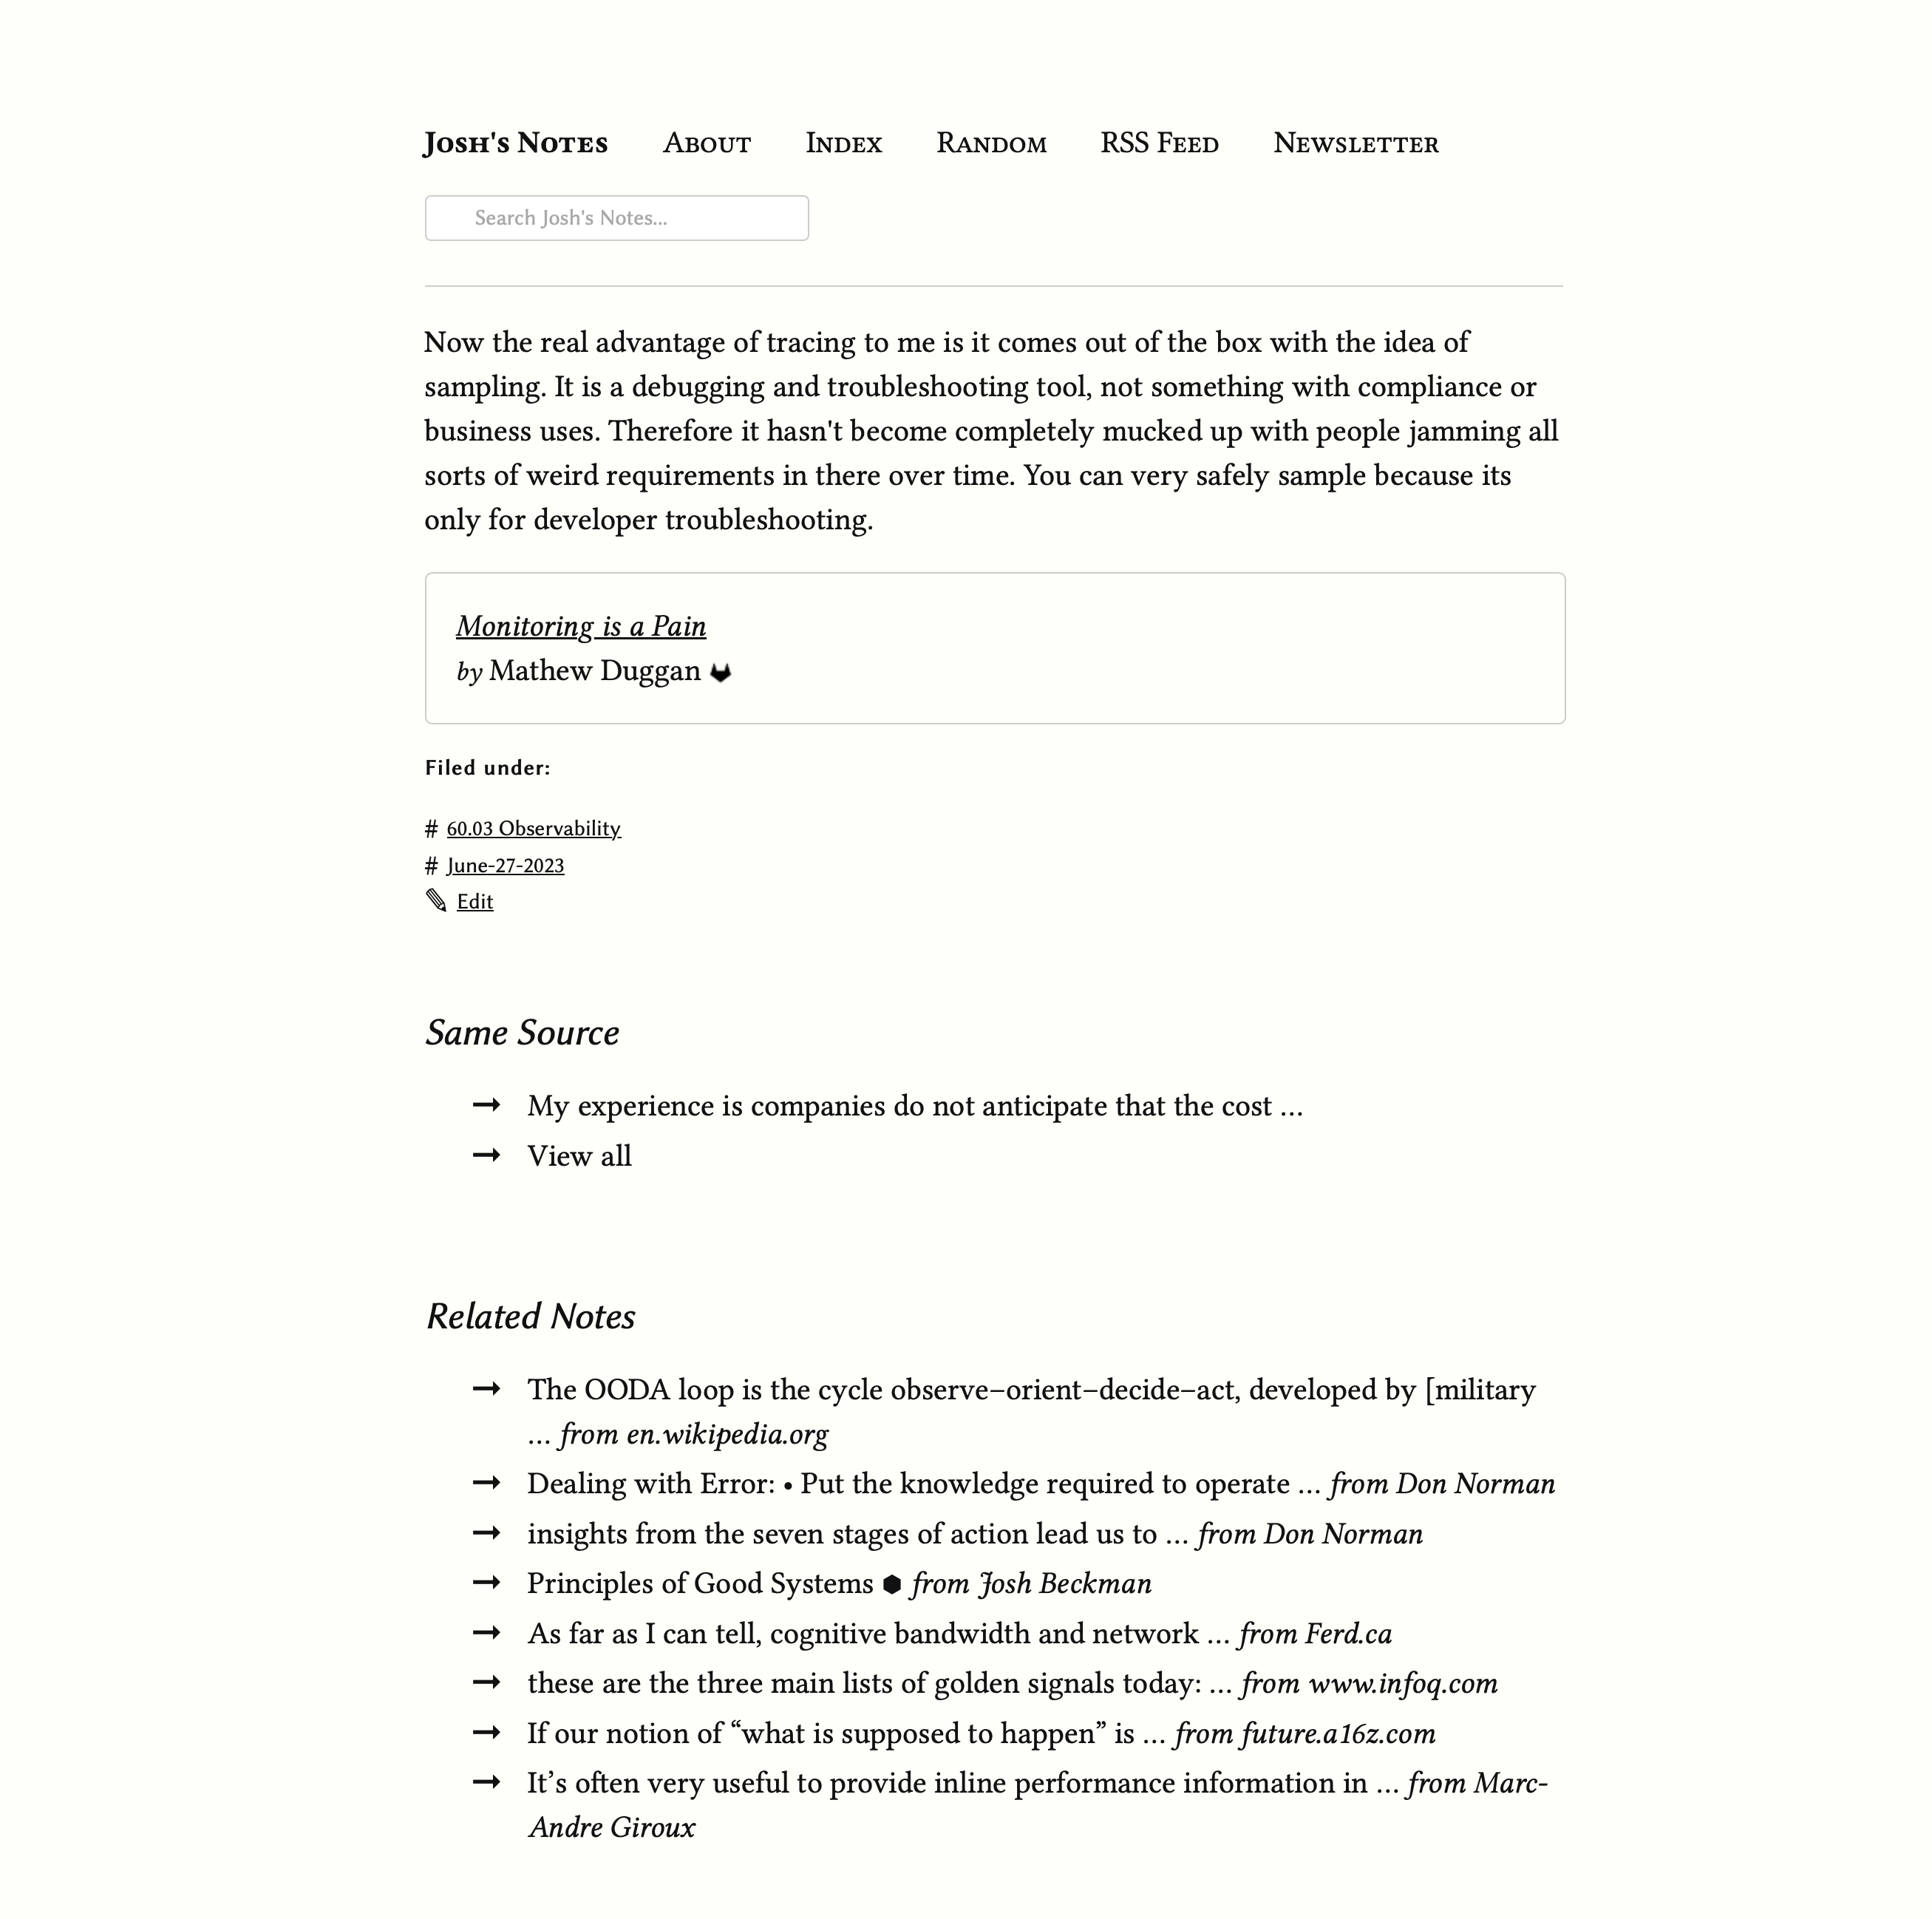 Josh's Notes About Index Random RSS Feed Newsletter
Search Josh's Notes...
Now the real advantage of tracing to me is it comes out of the box with the idea of
sampling. It is a debugging and troubleshooting tool, not something with compliance or
business uses. Therefore it hasn't become completely mucked up with people jamming all
sorts of weird requirements in there over time. You can very safely sample because its
only for developer troubleshooting.
Monitoring is a Pain
by Mathew Duggan
Filed under:
# 60.03 Observability
# June-27-2023
✎ Edit
Same Source
→ My experience is companies do not anticipate that the cost ...
→ View all
Related Notes
→ The OODA loop is the cycle observe–orient–decide–act, developed by [military
... from en.wikipedia.org
→ Dealing with Error: • Put the knowledge required to operate ... from Don Norman
→ insights from the seven stages of action lead us to ... from Don Norman
→ Principles of Good Systems ⬢ from Josh Beckman
→ As far as I can tell, cognitive bandwidth and network ... from Ferd.ca
→ these are the three main lists of golden signals today: ... from www.infoq.com
→ If our notion of “what is supposed to happen” is ... from future.a16z.com
→ It’s often very useful to provide inline performance information in ... from Marc-
Andre Giroux